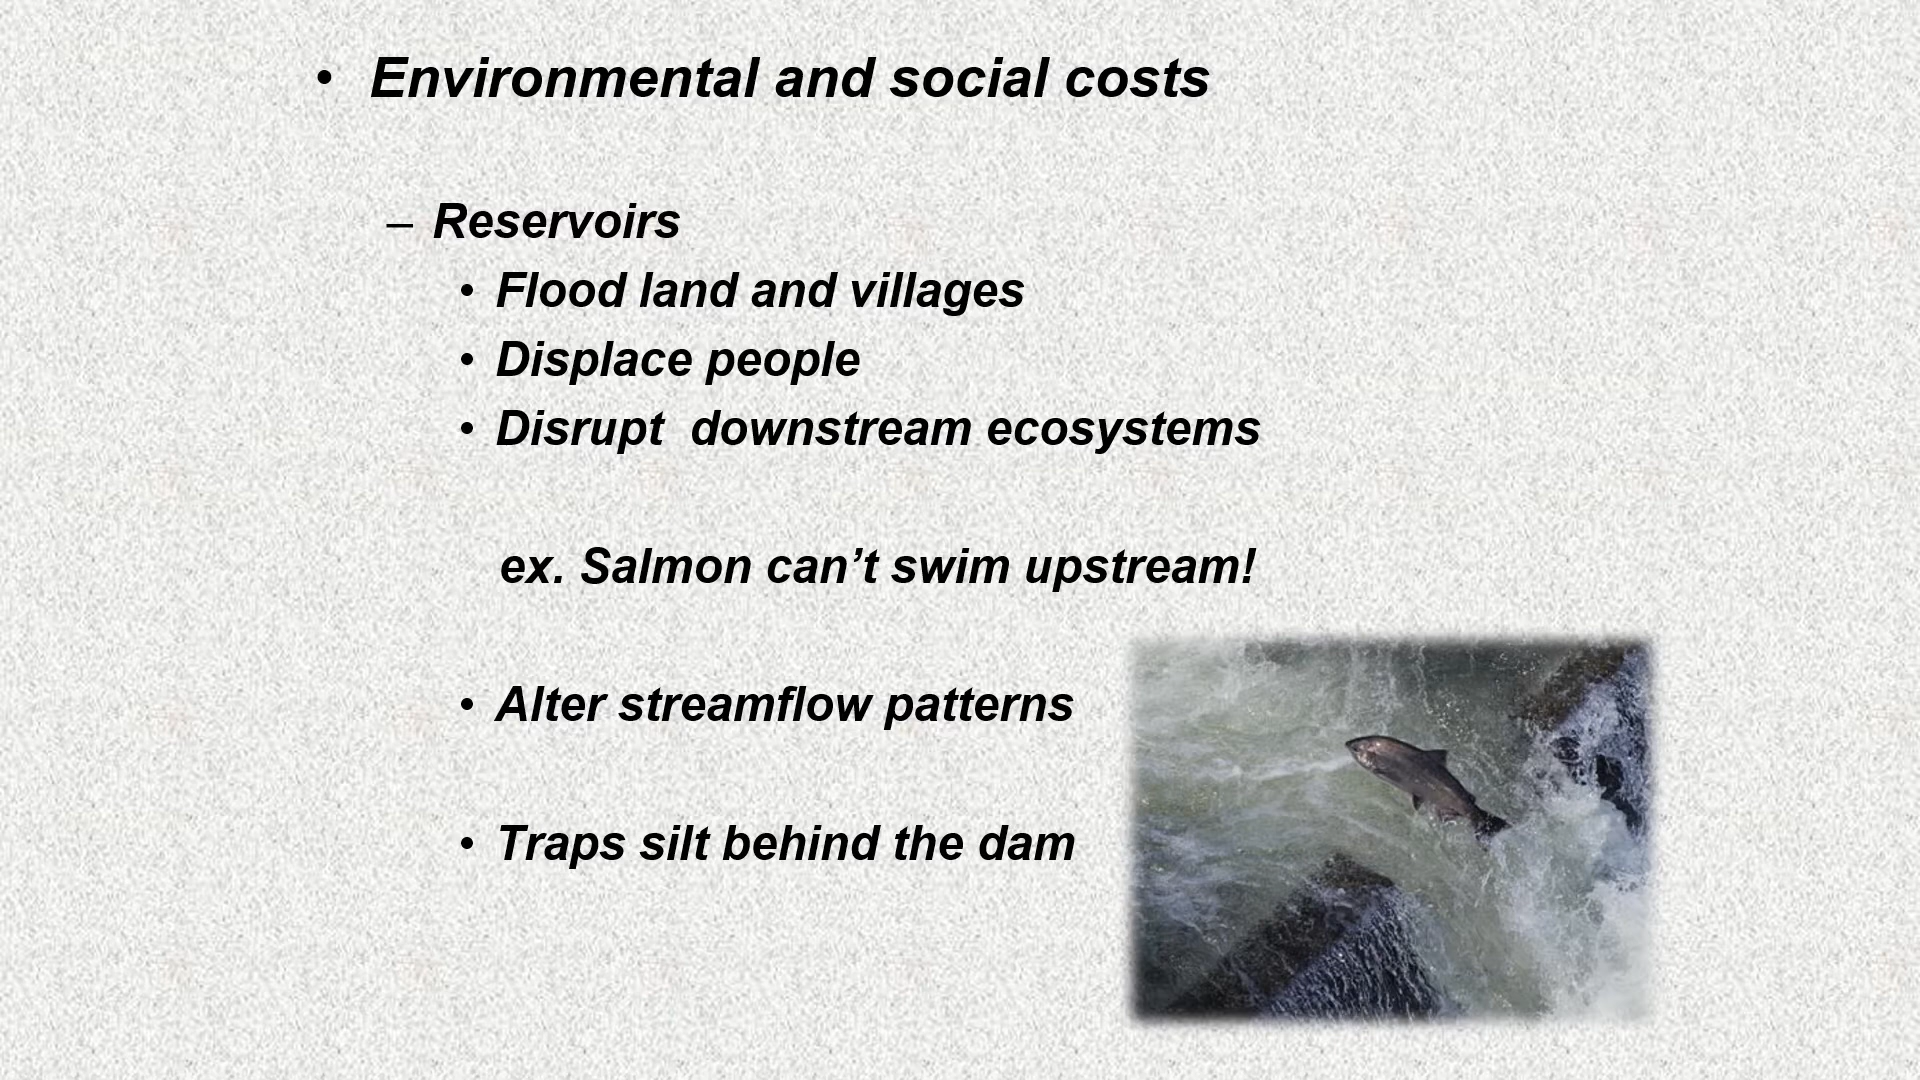 • Environmental and social costs
– Reservoirs
• Flood land and villages
• Displace people
• Disrupt  downstream ecosystems
ex. Salmon can’t swim upstream!
• Alter streamflow patterns
• Traps silt behind the dam